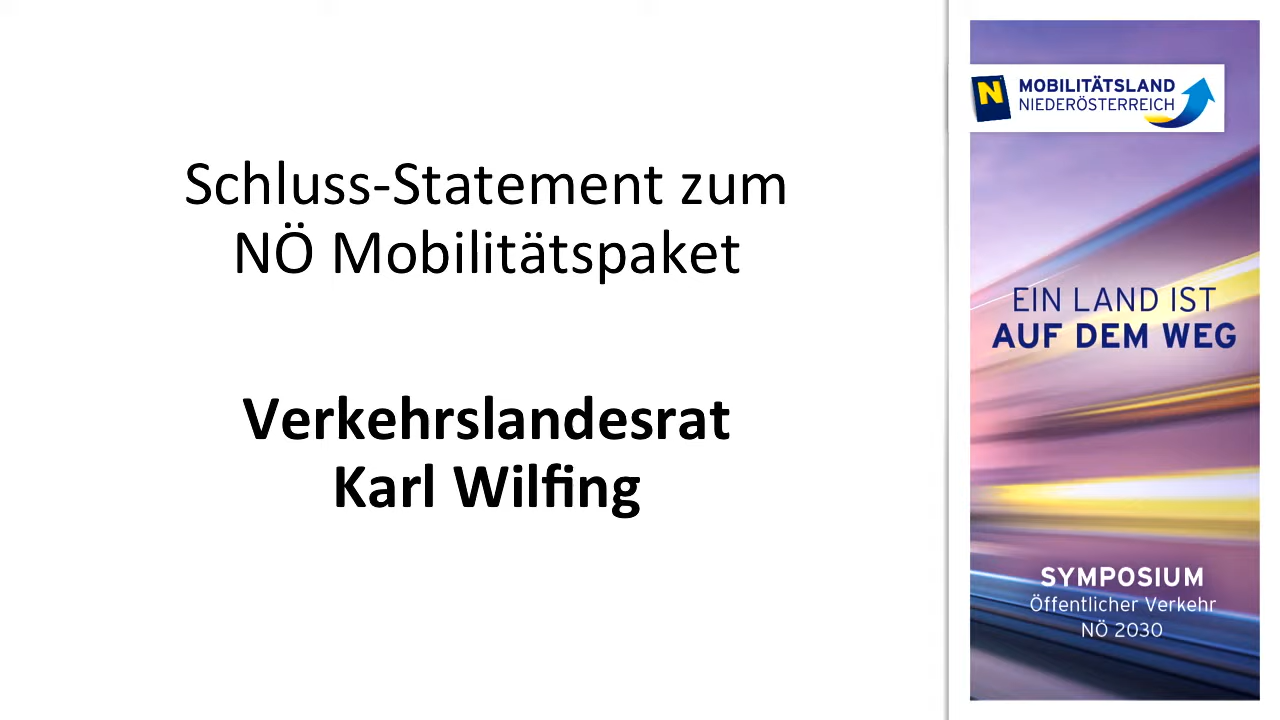 Schluss-Statement zum
NÖ Mobilitätspaket
Verkehrslandesrat
Karl Wilfing
N
MOBILITÄTSLAND
NIEDERÖSTERREICH
EIN LAND IST
AUF DEM WEG
SYMPOSIUM
Öffentlicher Verkehr
NÖ 2030